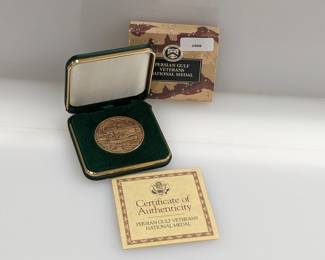 PERSIAN GULF
VETERANS
NATIONAL MEDAL
Certificate of
Authenticity
PERSIAN GULF VETERANS
NATIONAL MEDAL